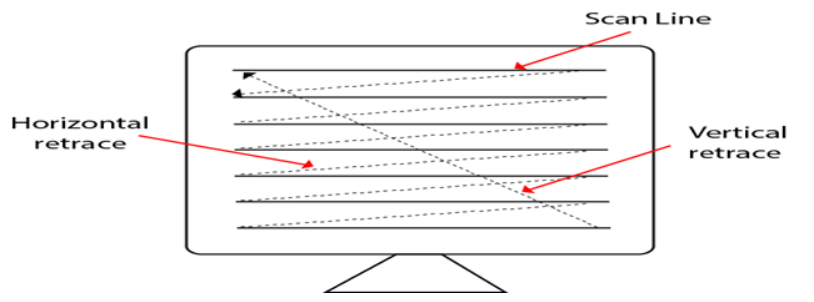 Scan Line
Horizontal
retrace
Vertical
retrace